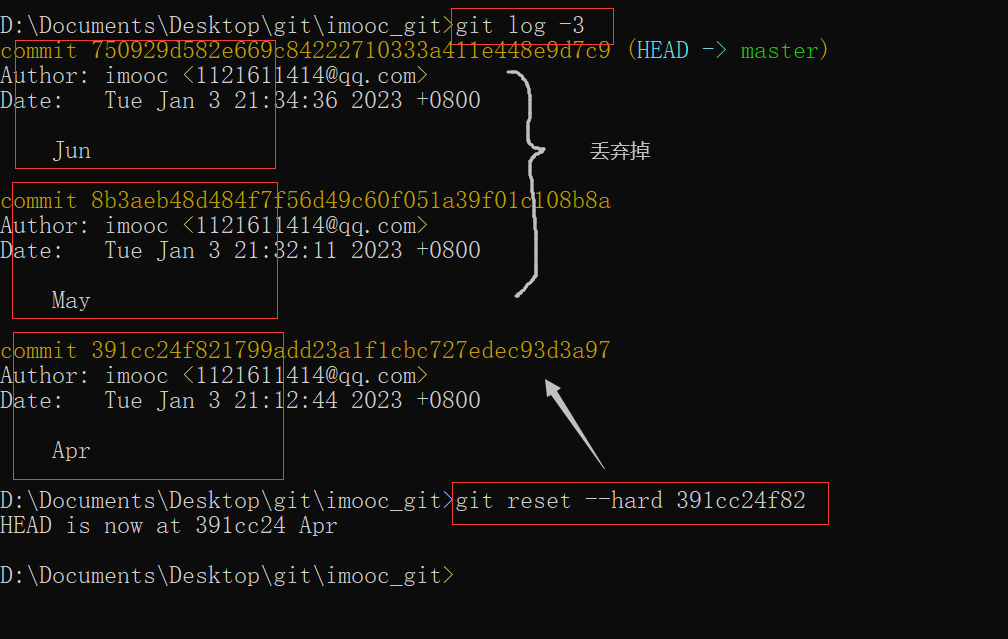 D:\Documents\Desktop\git\imooc_git>git log -3
commit 750929d582e669c84222710333a411e448e9d7c9 (HEAD -> master)
Author: imooc <1121611414@qq.com>
Date:   Tue Jan 3 21:34:36 2023 +0800
Jun
丢弃掉
commit 8b3aeb48d484f7f56d49c60f051a39f01c108b8a
Author: imooc <1121611414@qq.com>
Date:   Tue Jan 3 21:32:11 2023 +0800
May
commit 391cc24f821799add23a1f1cbc727edec93d3a97
Author: imooc <1121611414@qq.com>
Date:   Tue Jan 3 21:12:44 2023 +0800
Apr
D:\Documents\Desktop\git\imooc_git>git reset --hard 391cc24f82
HEAD is now at 391cc24 Apr
D:\Documents\Desktop\git\imooc_git>